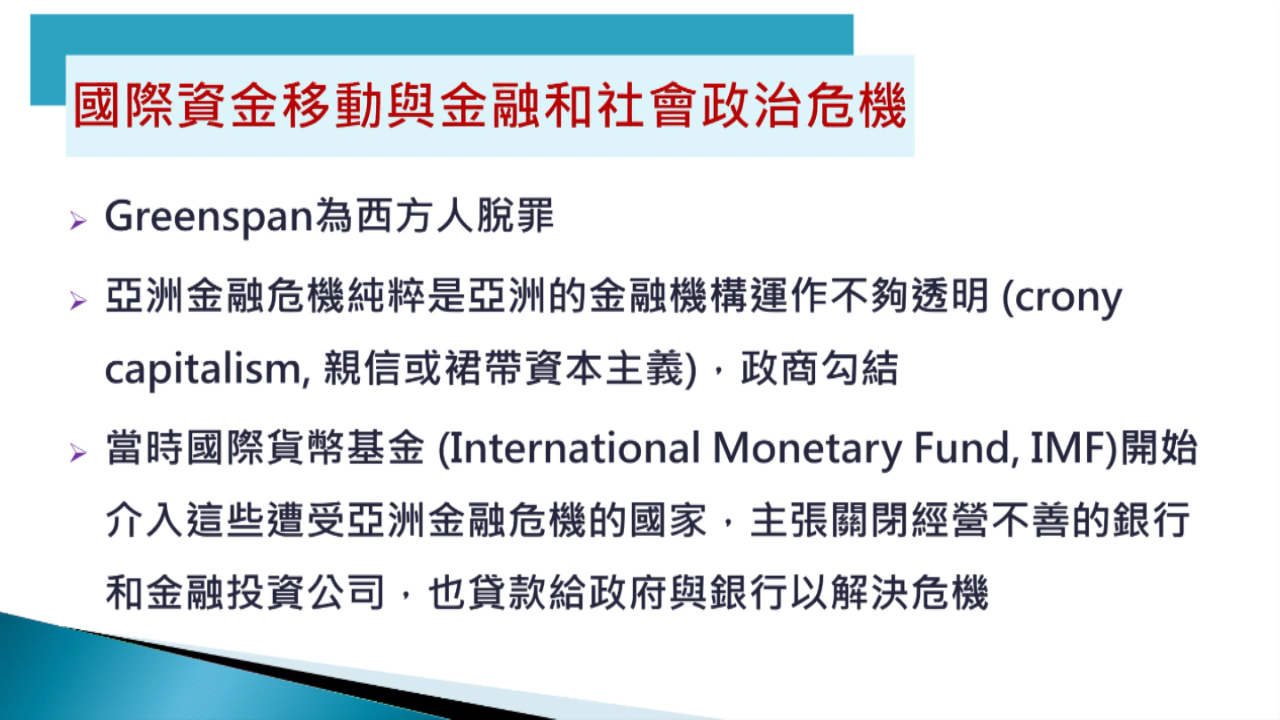 國際資金移動與金融和社會政治危機
Greenspan為西方人脫罪
亞洲金融危機純粹是亞洲的金融機構運作不夠透明 (crony
capitalism, 親信或裙帶資本主義)，政商勾結
當時國際貨幣基金 (International Monetary Fund, IMF)開始
介入這些遭受亞洲金融危機的國家，主張關閉經營不善的銀行
和金融投資公司，也貸款給政府與銀行以解決危機